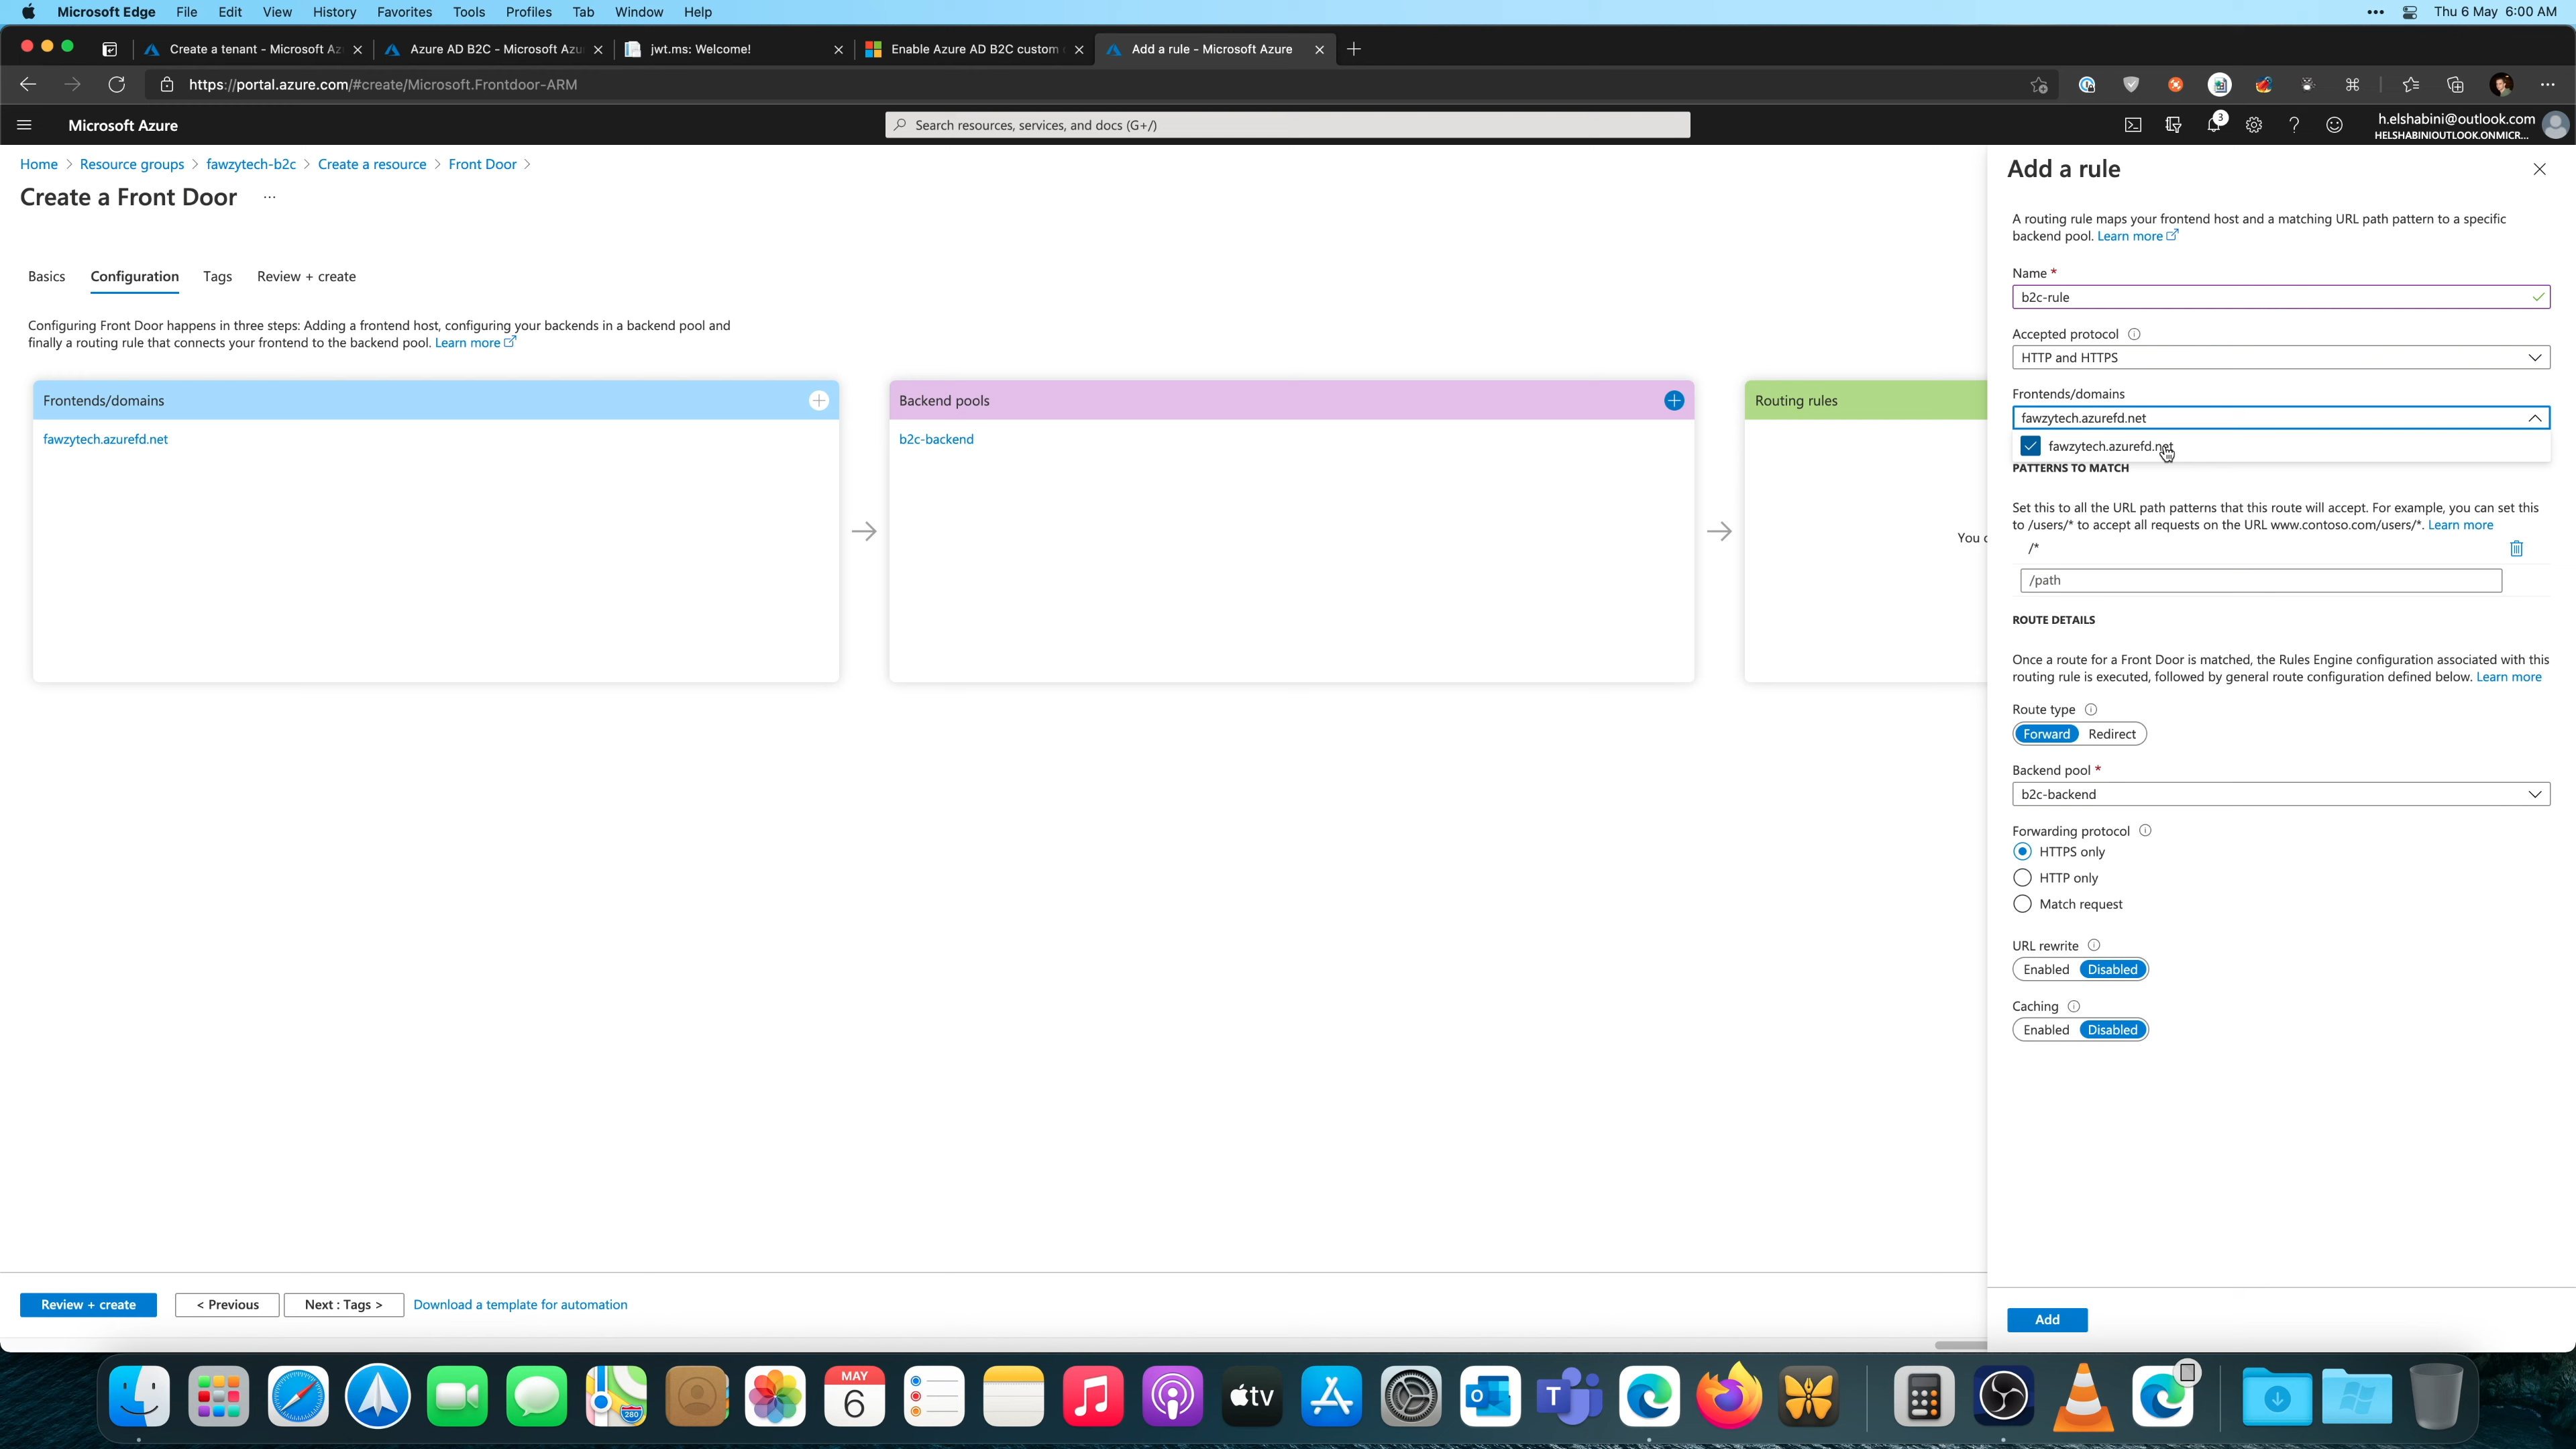 Microsoft Edge File Edit View History Favorites Tools Profiles Tab Window Help
Thu 6 May 6:00 AM
Create a tenant - Microsoft Az
Azure AD B2C - Microsoft Azu
jwt.ms: Welcome!
Enable Azure AD B2C custom
Add a rule - Microsoft Azure
https://portal.azure.com/#create/Microsoft.Frontdoor-ARM
Microsoft Azure
Search resources, services, and docs (G+/)
3
h.elshabini@outlook.com
HELSHABINIOUTLOOK.ONMICR...
Home > Resource groups > fawzytech-b2c > Create a resource > Front Door >
Create a Front Door ...
Basics Configuration Tags Review + create
Configuring Front Door happens in three steps: Adding a frontend host, configuring your backends in a backend pool and
finally a routing rule that connects your frontend to the backend pool. Learn more
Frontends/domains
fawzytech.azurefd.net
Backend pools
b2c-backend
Routing rules
You c
Review + create
< Previous
Next : Tags >
Download a template for automation
Add a rule
A routing rule maps your frontend host and a matching URL path pattern to a specific
backend pool. Learn more
Name *
b2c-rule
Accepted protocol
HTTP and HTTPS
Frontends/domains
fawzytech.azurefd.net
fawzytech.azurefd.net
PATTERNS TO MATCH
Set this to all the URL path patterns that this route will accept. For example, you can set this
to /users/* to accept all requests on the URL www.contoso.com/users/*. Learn more
/*
/path
ROUTE DETAILS
Once a route for a Front Door is matched, the Rules Engine configuration associated with this
routing rule is executed, followed by general route configuration defined below. Learn more
Route type
Forward Redirect
Backend pool *
b2c-backend
Forwarding protocol
HTTPS only
HTTP only
Match request
URL rewrite
Enabled Disabled
Caching
Enabled Disabled
Add
280
MAY
6
tv
O
T